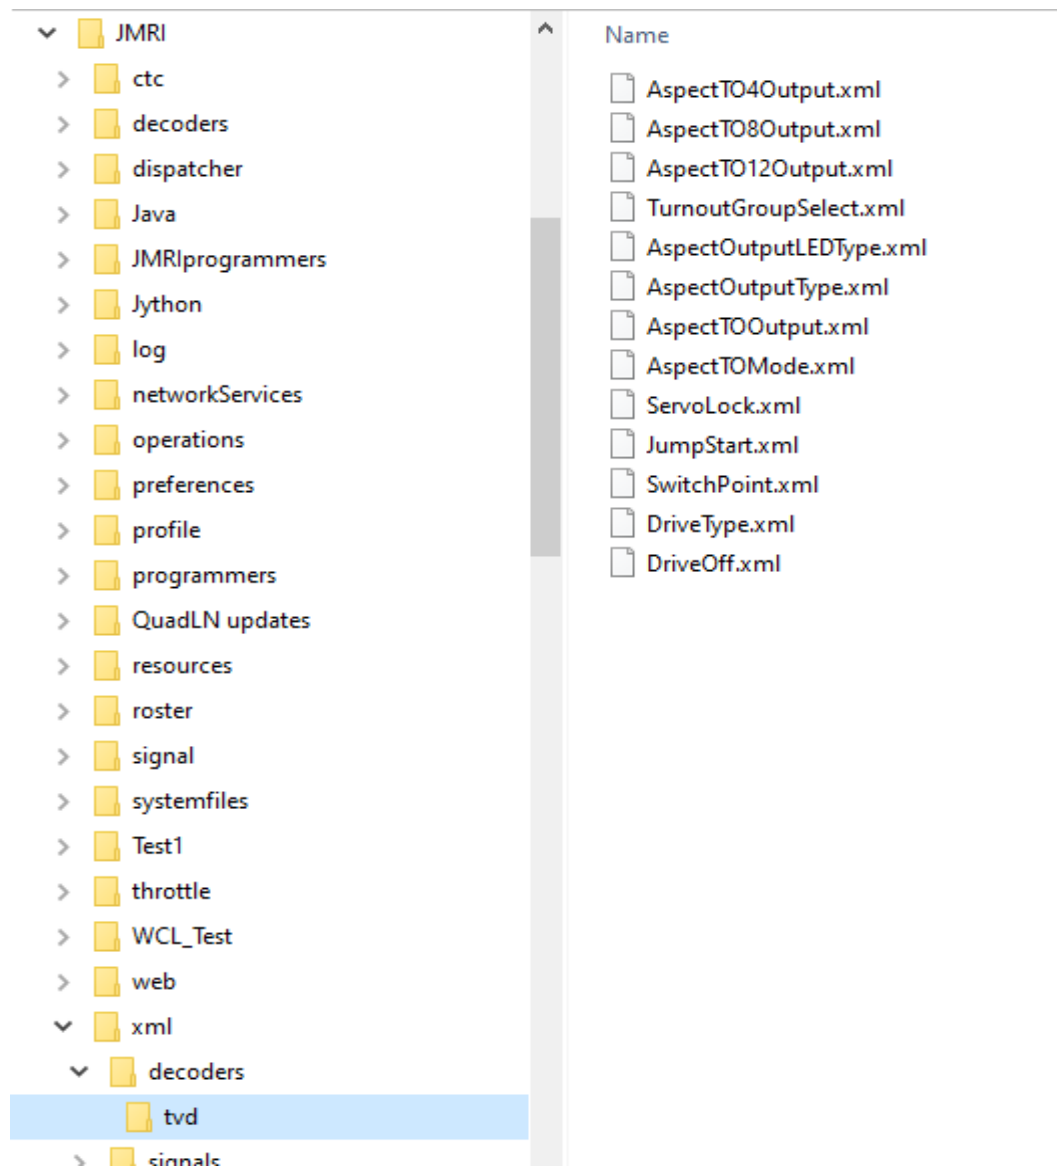 JMRI
ctc
decoders
dispatcher
Java
JMRIprogrammers
Jython
log
networkServices
operations
preferences
profile
programmers
QuadLN updates
resources
roster
signal
systemfiles
Test1
throttle
WCL_Test
web
xml
decoders
tvd
signals
Name
AspectTO4Output.xml
AspectTO8Output.xml
AspectTO12Output.xml
TurnoutGroupSelect.xml
AspectOutputLEDType.xml
AspectOutputType.xml
AspectTOOutput.xml
AspectTOMode.xml
ServoLock.xml
JumpStart.xml
SwitchPoint.xml
DriveType.xml
DriveOff.xml